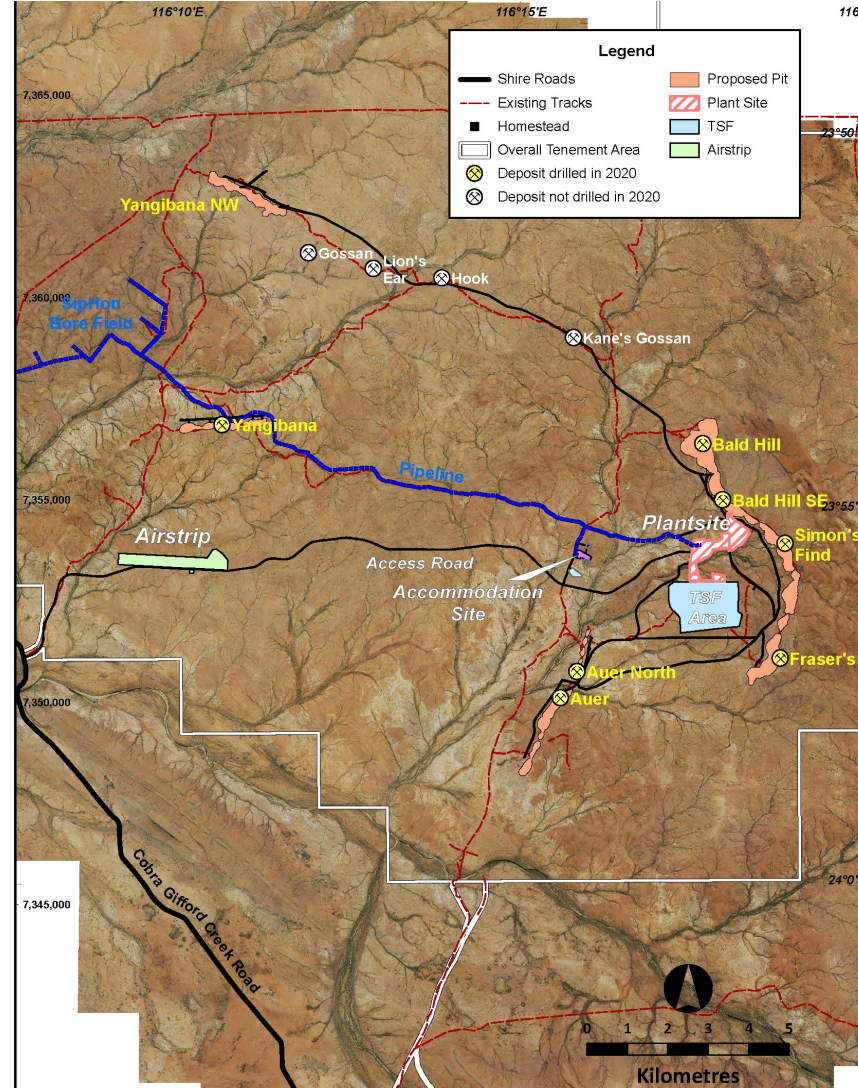 116°10'E
116°15'E
116
Legend
Shire Roads
Existing Tracks
Homestead
Overall Tenement Area
Deposit drilled in 2020
Deposit not drilled in 2020
Proposed Pit
Plant Site
TSF
Airstrip
7,365,000
23°50'
Yangibana NW
Gossan
Lion's
Ear
Hook
7,360,000
SipHon
Bore Field
Kane's Gossan
Yangibana
Bald Hill
Pipeline
7,355,000
Bald Hill SE
23°55'
Plantsite
Simon's
Find
Airstrip
Access Road
Accommodation
Site
TSF
Area
Fraser's
Auer North
Auer
7,350,000
Cobra Gifford Creek Road
24°0'
7,345,000
0 1 2 3 4 5
Kilometres